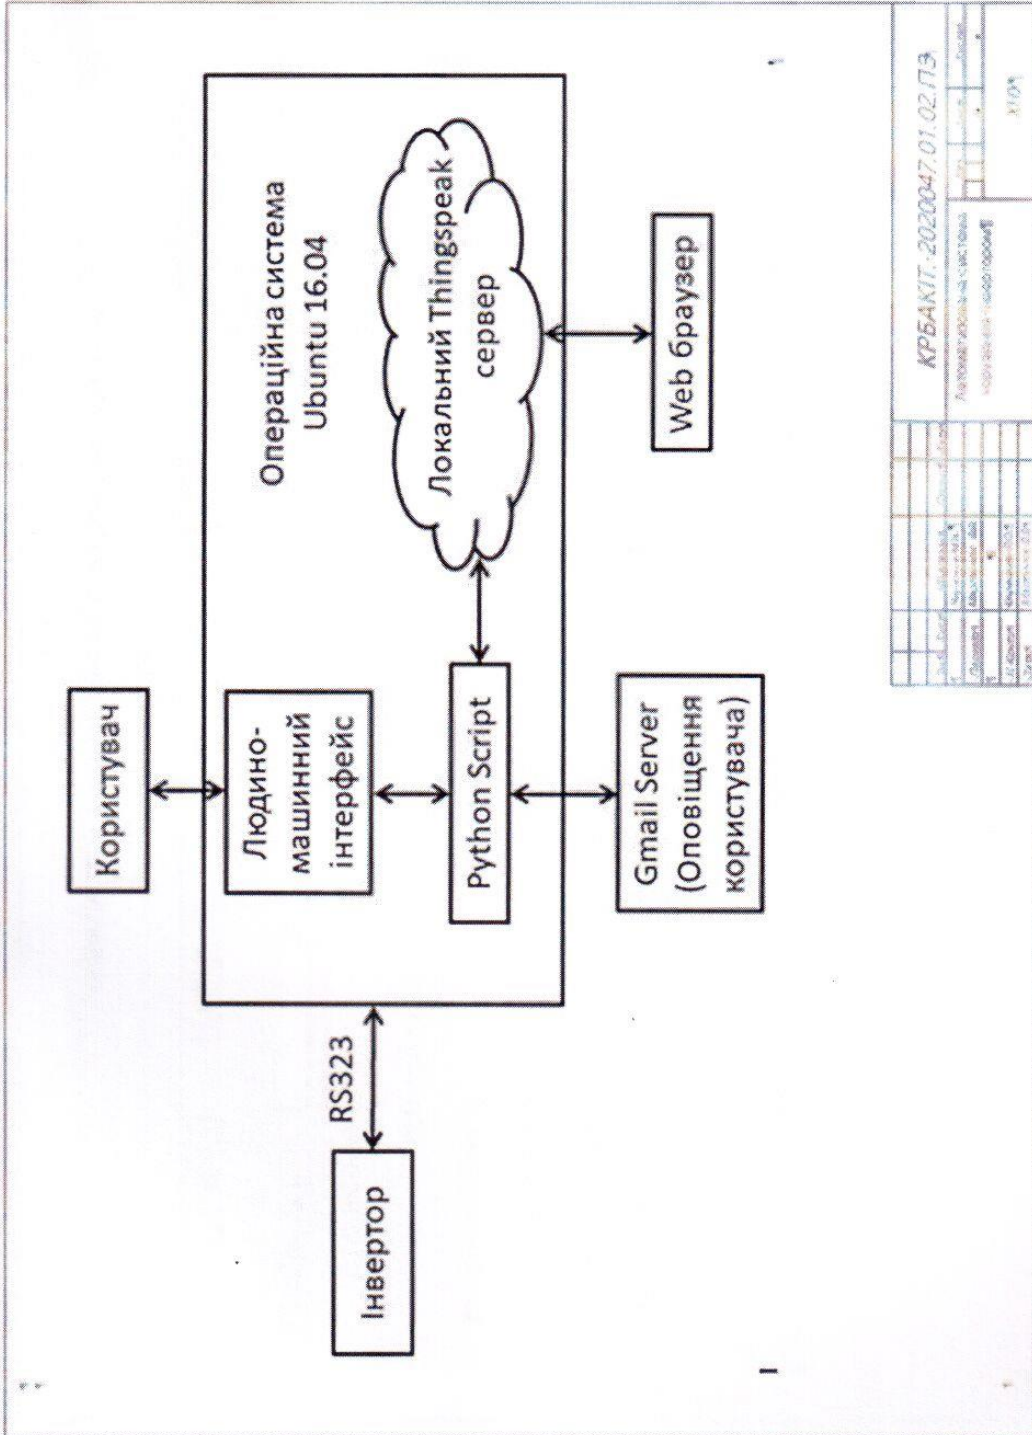 Користувач
Операційна система
Ubuntu 16.04
Людино-
машинний
інтерфейс
RS323
Інвертор
Python Script
Локальний Thingspeak
сервер
Gmail Server
(Оповіщення
користувача)
Web браузер
КРБАКІТ.2020047.01.02.ПЭ